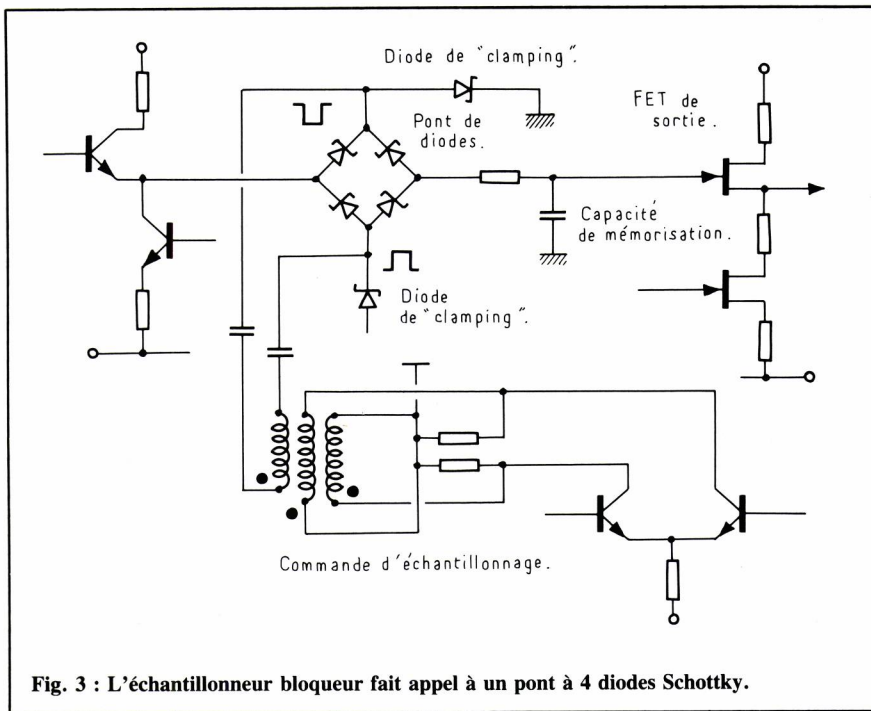 Diode de "clamping".
Pont de
diodes.
FET de
sortie.
Capacité
de mémorisation.
Diode
de "clamping".
Commande d'échantillonnage.
Fig. 3 : L'échantillonneur bloqueur fait appel à un pont à 4 diodes Schottky.